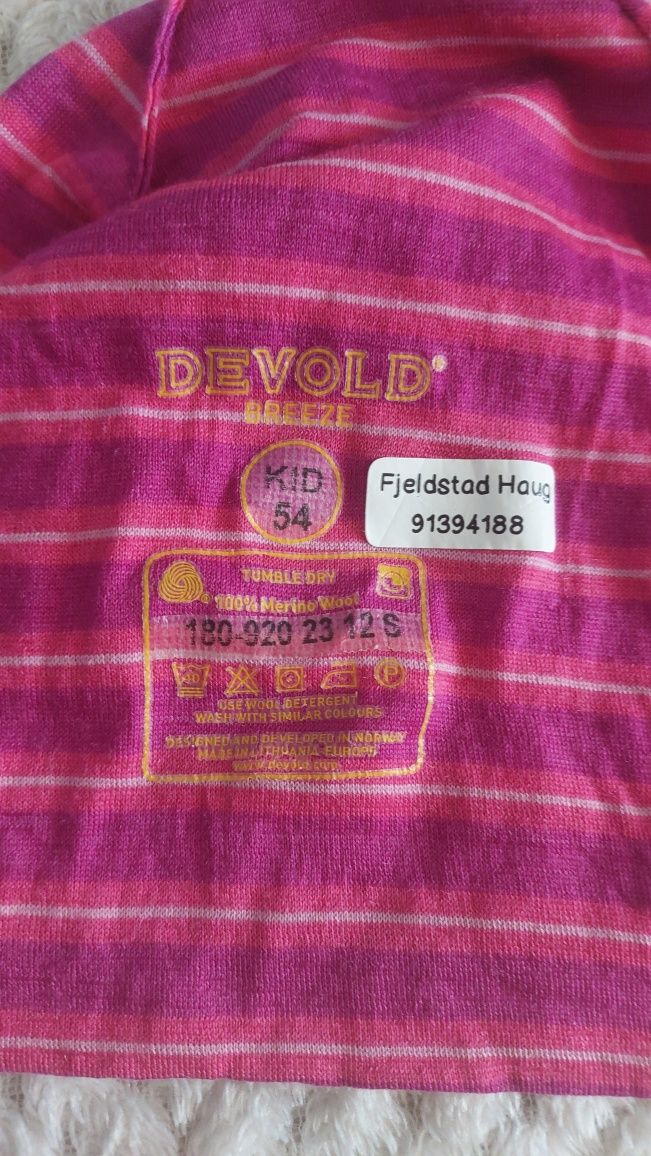 DEVOLD®
BREEZE
KID
54
Fjeldstad Haug
91394188
TUMBLE DRY
100% Merino Wool
180-920 23 12 S
40
P
USE WOOL DETERGENT
WASH WITH SIMILAR COLOURS
DESIGNED AND DEVELOPED IN NORWAY
MADE IN LITHUANIA, EUROPE
www.devold.com